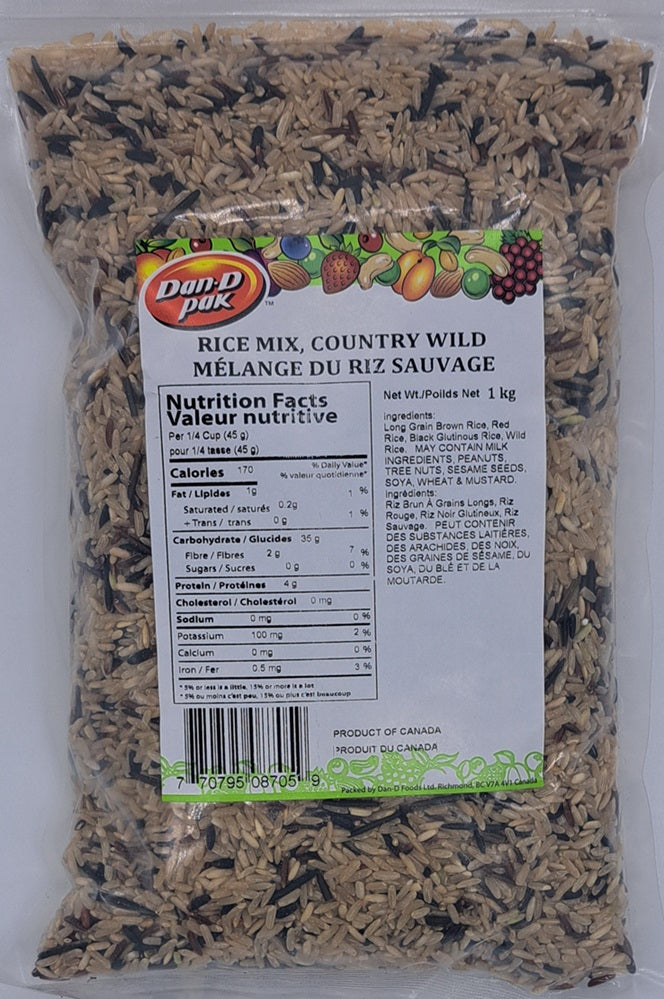 Dan-D
pak
TM
RICE MIX, COUNTRY WILD
MÉLANGE DU RIZ SAUVAGE
Nutrition Facts
Valeur nutritive
Per 1/4 Cup (45 g)
pour 1/4 tasse (45 g)
Calories 170
% Daily Value*
% valeur quotidienne*
Fat / Lipides 1g 1 %
Saturated / saturés 0.2g
+ Trans / trans 0 g 1 %
Carbohydrate / Glucides 35 g
Fibre / Fibres 2 g 7 %
Sugars / Sucres 0 g 0 %
Protein / Protéines 4 g
Cholesterol / Cholestérol 0 mg
Sodium 0 mg 0 %
Potassium 100 mg 2 %
Calcium 0 mg 0 %
Iron / Fer 0.5 mg 3 %
* 5% or less is a little, 15% or more is a lot
* 5% ou moins c'est peu, 15% ou plus c'est beaucoup
Net Wt./Poilds Net 1 kg
ingredients:
Long Grain Brown Rice, Red
Rice, Black Glutinous Rice, Wild
Rice. MAY CONTAIN MILK
INGREDIENTS, PEANUTS,
TREE NUTS, SESAME SEEDS,
SOYA, WHEAT & MUSTARD.
Ingrédients:
Riz Brun À Grains Longs, Riz
Rouge, Riz Noir Glutineux, Riz
Sauvage. PEUT CONTENIR
DES SUBSTANCES LAITIÈRES,
DES ARACHIDES, DES NOIX,
DES GRAINES DE SÉSAME, DU
SOYA, DU BLÉ ET DE LA
MOUTARDE.
PRODUCT OF CANADA
PRODUIT DU CANADA
7 70795 08705 9
Packed by Dan-D Foods Ltd. Richmond, BC V7A 4V1 Canada